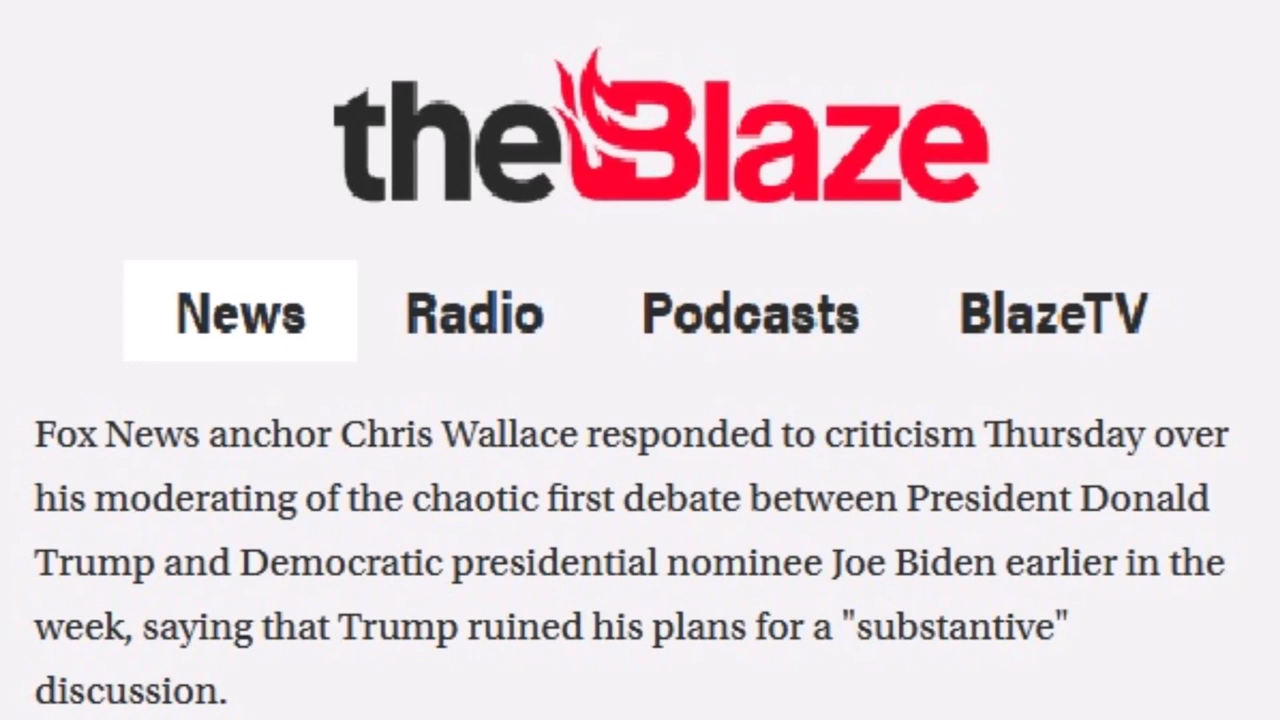 theBlaze
News Radio Podcasts BlazeTV
Fox News anchor Chris Wallace responded to criticism Thursday over
his moderating of the chaotic first debate between President Donald
Trump and Democratic presidential nominee Joe Biden earlier in the
week, saying that Trump ruined his plans for a "substantive"
discussion.